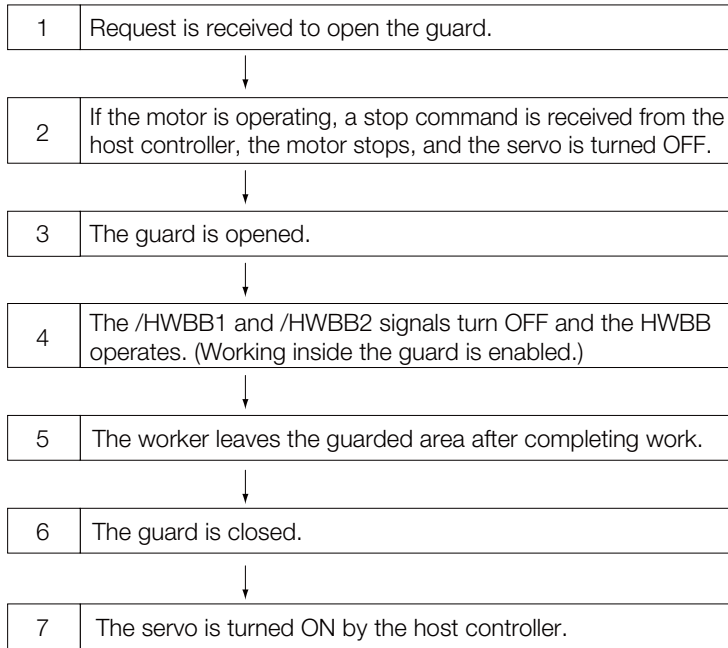 1 Request is received to open the guard.
2 If the motor is operating, a stop command is received from the
host controller, the motor stops, and the servo is turned OFF.
3 The guard is opened.
4 The /HWBB1 and /HWBB2 signals turn OFF and the HWBB
operates. (Working inside the guard is enabled.)
5 The worker leaves the guarded area after completing work.
6 The guard is closed.
7 The servo is turned ON by the host controller.